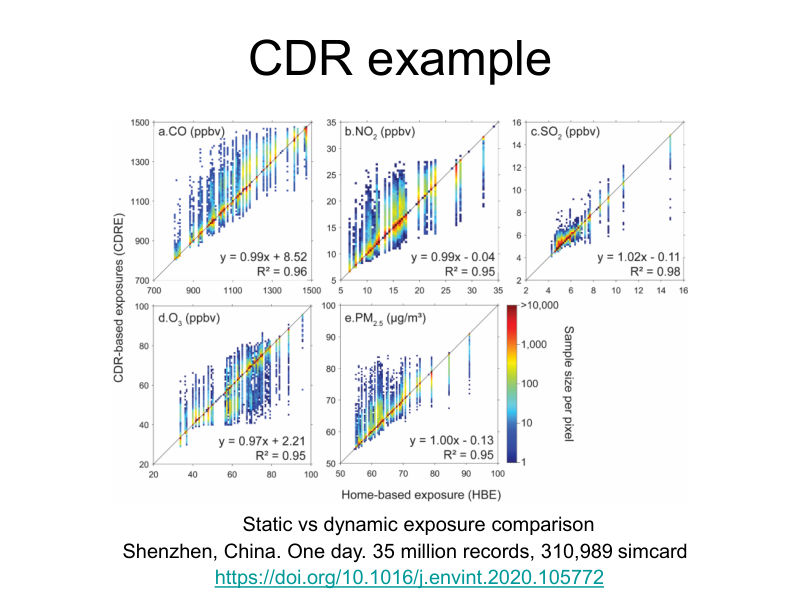 CDR example
CDR-based exposures (CDRE)
a.CO (ppbv)
1500
1300
1100
900
700
y = 0.99x + 8.52
R² = 0.96
700 900 1100 1300 1500
b.NO₂ (ppbv)
35
30
25
20
15
10
5
y = 0.99x - 0.04
R² = 0.95
5 10 15 20 25 30 35
c.SO₂ (ppbv)
16
14
12
10
8
6
4
2
y = 1.02x - 0.11
R² = 0.98
2 4 6 8 10 12 14 16
d.O₃ (ppbv)
100
80
60
40
20
y = 0.97x + 2.21
R² = 0.95
20 40 60 80 100
e.PM₂.₅ (µg/m³)
100
90
80
70
60
50
y = 1.00x - 0.13
R² = 0.95
50 60 70 80 90 100
>10,000
1,000
100
10
1
Sample size per pixel
Home-based exposure (HBE)
Static vs dynamic exposure comparison
Shenzhen, China. One day. 35 million records, 310,989 simcard
https://doi.org/10.1016/j.envint.2020.105772